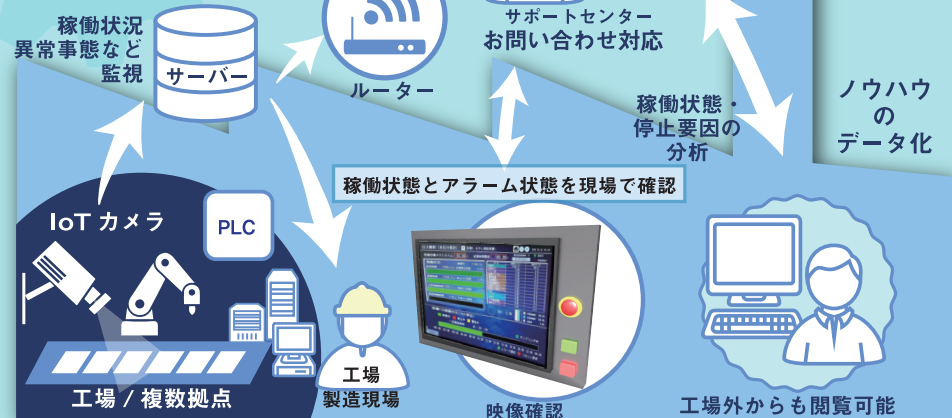 稼働状況
異常事態など
監視
サーバー
ルーター
サポートセンター
お問い合わせ対応
稼働状態・
停止要因の
分析
ノウハウ
の
データ化
稼働状態とアラーム状態を現場で確認
IoT カメラ
PLC
工場 / 複数拠点
工場
製造現場
映像確認
工場外からも閲覧可能